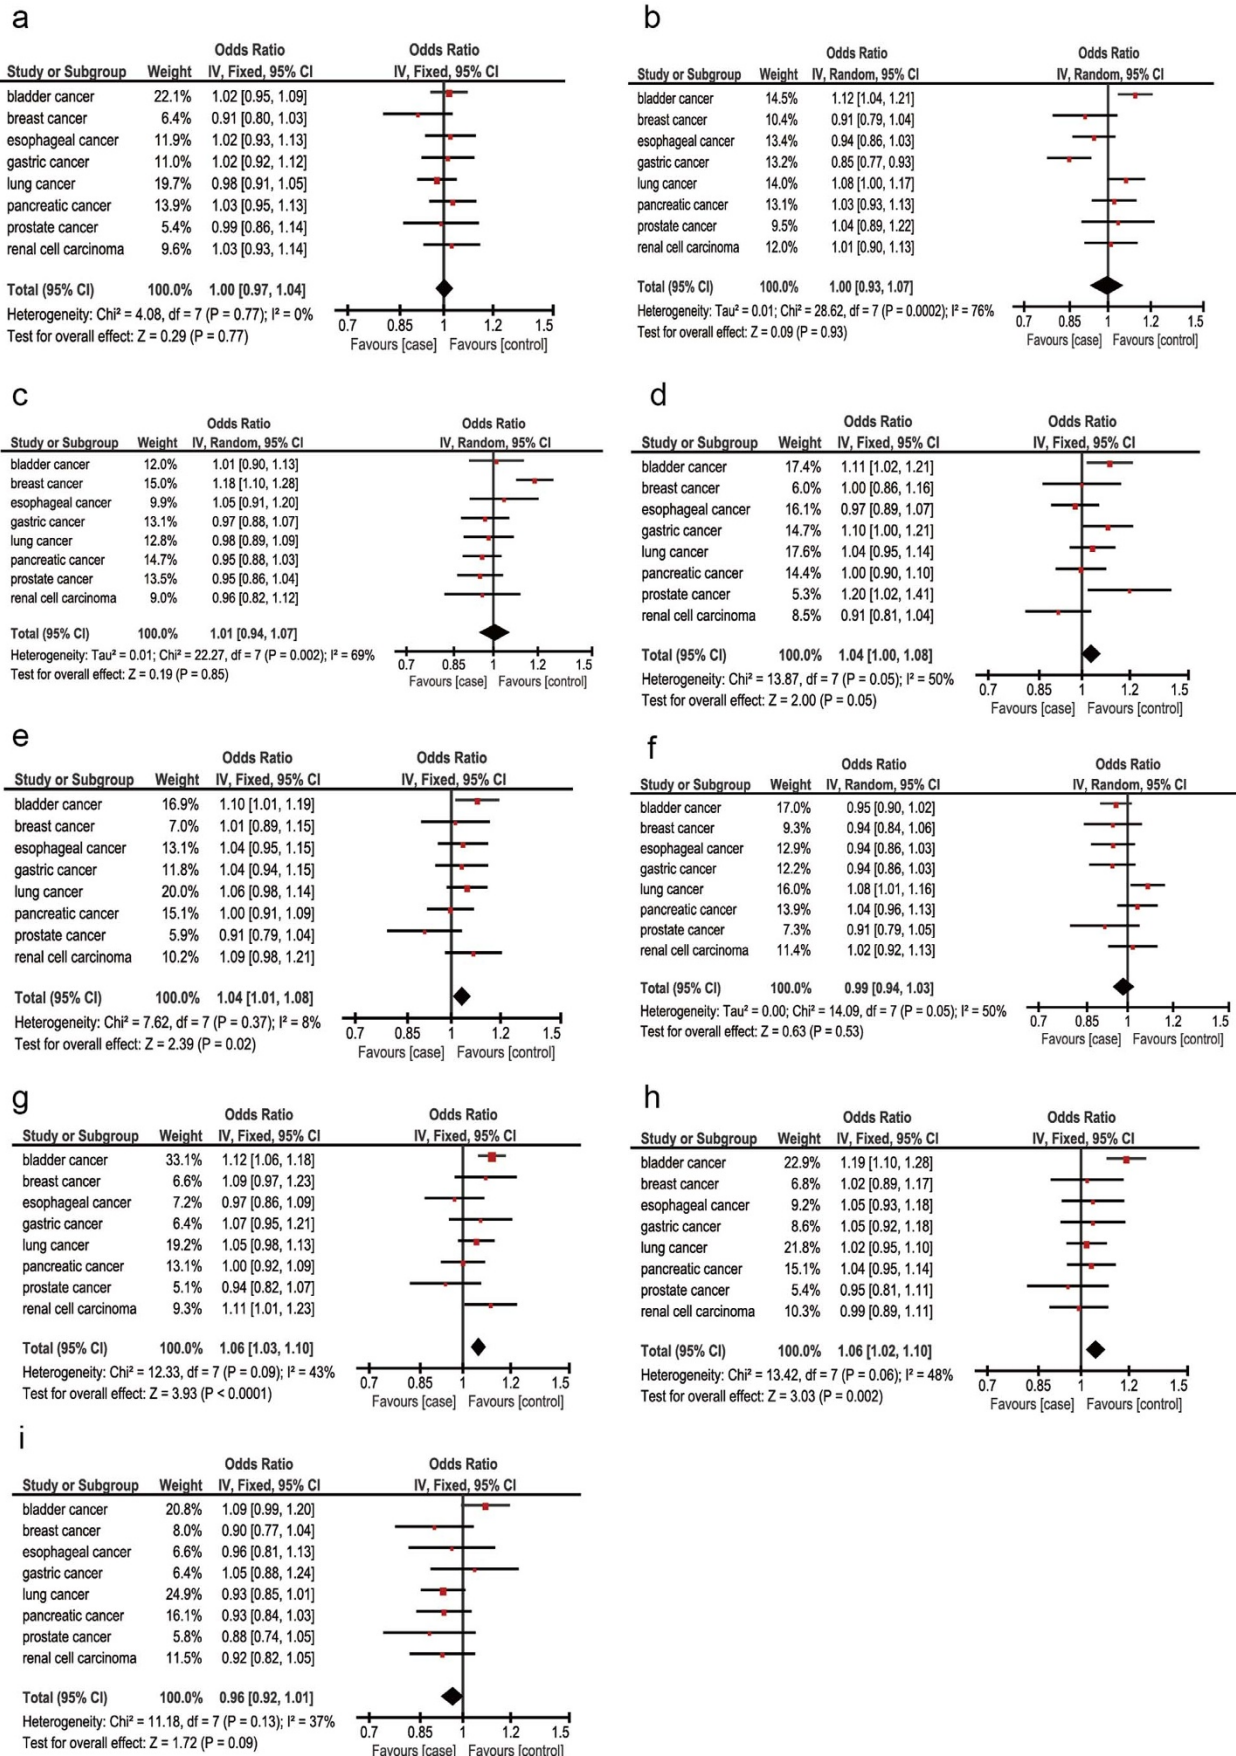 a
Odds Ratio Odds Ratio
Study or Subgroup Weight IV, Fixed, 95% CI IV, Fixed, 95% CI
bladder cancer 22.1% 1.02 [0.95, 1.09]
breast cancer 6.4% 0.91 [0.80, 1.03]
esophageal cancer 11.9% 1.02 [0.93, 1.13]
gastric cancer 11.0% 1.02 [0.92, 1.12]
lung cancer 19.7% 0.98 [0.91, 1.05]
pancreatic cancer 13.9% 1.03 [0.95, 1.13]
prostate cancer 5.4% 0.99 [0.86, 1.14]
renal cell carcinoma 9.6% 1.03 [0.93, 1.14]
Total (95% CI) 100.0% 1.00 [0.97, 1.04]
Heterogeneity: Chi² = 4.08, df = 7 (P = 0.77); I² = 0%
Test for overall effect: Z = 0.29 (P = 0.77)
0.7 0.85 1 1.2 1.5
Favours [case] Favours [control]
b
Odds Ratio Odds Ratio
Study or Subgroup Weight IV, Random, 95% CI IV, Random, 95% CI
bladder cancer 14.5% 1.12 [1.04, 1.21]
breast cancer 10.4% 0.91 [0.79, 1.04]
esophageal cancer 13.4% 0.94 [0.86, 1.03]
gastric cancer 13.2% 0.85 [0.77, 0.93]
lung cancer 14.0% 1.08 [1.00, 1.17]
pancreatic cancer 13.1% 1.03 [0.93, 1.13]
prostate cancer 9.5% 1.04 [0.89, 1.22]
renal cell carcinoma 12.0% 1.01 [0.90, 1.13]
Total (95% CI) 100.0% 1.00 [0.93, 1.07]
Heterogeneity: Tau² = 0.01; Chi² = 28.62, df = 7 (P = 0.0002); I² = 76%
Test for overall effect: Z = 0.09 (P = 0.93)
0.7 0.85 1 1.2 1.5
Favours [case] Favours [control]
c
Odds Ratio Odds Ratio
Study or Subgroup Weight IV, Random, 95% CI IV, Random, 95% CI
bladder cancer 12.0% 1.01 [0.90, 1.13]
breast cancer 15.0% 1.18 [1.10, 1.28]
esophageal cancer 9.9% 1.05 [0.91, 1.20]
gastric cancer 13.1% 0.97 [0.88, 1.07]
lung cancer 12.8% 0.98 [0.89, 1.09]
pancreatic cancer 14.7% 0.95 [0.88, 1.03]
prostate cancer 13.5% 0.95 [0.86, 1.04]
renal cell carcinoma 9.0% 0.96 [0.82, 1.12]
Total (95% CI) 100.0% 1.01 [0.94, 1.07]
Heterogeneity: Tau² = 0.01; Chi² = 22.27, df = 7 (P = 0.002); I² = 69%
Test for overall effect: Z = 0.19 (P = 0.85)
0.7 0.85 1 1.2 1.5
Favours [case] Favours [control]
d
Odds Ratio Odds Ratio
Study or Subgroup Weight IV, Fixed, 95% CI IV, Fixed, 95% CI
bladder cancer 17.4% 1.11 [1.02, 1.21]
breast cancer 6.0% 1.00 [0.86, 1.16]
esophageal cancer 16.1% 0.97 [0.89, 1.07]
gastric cancer 14.7% 1.10 [1.00, 1.21]
lung cancer 17.6% 1.04 [0.95, 1.14]
pancreatic cancer 14.4% 1.00 [0.90, 1.10]
prostate cancer 5.3% 1.20 [1.02, 1.41]
renal cell carcinoma 8.5% 0.91 [0.81, 1.04]
Total (95% CI) 100.0% 1.04 [1.00, 1.08]
Heterogeneity: Chi² = 13.87, df = 7 (P = 0.05); I² = 50%
Test for overall effect: Z = 2.00 (P = 0.05)
0.7 0.85 1 1.2 1.5
Favours [case] Favours [control]
e
Odds Ratio Odds Ratio
Study or Subgroup Weight IV, Fixed, 95% CI IV, Fixed, 95% CI
bladder cancer 16.9% 1.10 [1.01, 1.19]
breast cancer 7.0% 1.01 [0.89, 1.15]
esophageal cancer 13.1% 1.04 [0.95, 1.15]
gastric cancer 11.8% 1.04 [0.94, 1.15]
lung cancer 20.0% 1.06 [0.98, 1.14]
pancreatic cancer 15.1% 1.00 [0.91, 1.09]
prostate cancer 5.9% 0.91 [0.79, 1.04]
renal cell carcinoma 10.2% 1.09 [0.98, 1.21]
Total (95% CI) 100.0% 1.04 [1.01, 1.08]
Heterogeneity: Chi² = 7.62, df = 7 (P = 0.37); I² = 8%
Test for overall effect: Z = 2.39 (P = 0.02)
0.7 0.85 1 1.2 1.5
Favours [case] Favours [control]
f
Odds Ratio Odds Ratio
Study or Subgroup Weight IV, Random, 95% CI IV, Random, 95% CI
bladder cancer 17.0% 0.95 [0.90, 1.02]
breast cancer 9.3% 0.94 [0.84, 1.06]
esophageal cancer 12.9% 0.94 [0.86, 1.03]
gastric cancer 12.2% 0.94 [0.86, 1.03]
lung cancer 16.0% 1.08 [1.01, 1.16]
pancreatic cancer 13.9% 1.04 [0.96, 1.13]
prostate cancer 7.3% 0.91 [0.79, 1.05]
renal cell carcinoma 11.4% 1.02 [0.92, 1.13]
Total (95% CI) 100.0% 0.99 [0.94, 1.03]
Heterogeneity: Tau² = 0.00; Chi² = 14.09, df = 7 (P = 0.05); I² = 50%
Test for overall effect: Z = 0.63 (P = 0.53)
0.7 0.85 1 1.2 1.5
Favours [case] Favours [control]
g
Odds Ratio Odds Ratio
Study or Subgroup Weight IV, Fixed, 95% CI IV, Fixed, 95% CI
bladder cancer 33.1% 1.12 [1.06, 1.18]
breast cancer 6.6% 1.09 [0.97, 1.23]
esophageal cancer 7.2% 0.97 [0.86, 1.09]
gastric cancer 6.4% 1.07 [0.95, 1.21]
lung cancer 19.2% 1.05 [0.98, 1.13]
pancreatic cancer 13.1% 1.00 [0.92, 1.09]
prostate cancer 5.1% 0.94 [0.82, 1.07]
renal cell carcinoma 9.3% 1.11 [1.01, 1.23]
Total (95% CI) 100.0% 1.06 [1.03, 1.10]
Heterogeneity: Chi² = 12.33, df = 7 (P = 0.09); I² = 43%
Test for overall effect: Z = 3.93 (P < 0.0001)
0.7 0.85 1 1.2 1.5
Favours [case] Favours [control]
h
Odds Ratio Odds Ratio
Study or Subgroup Weight IV, Fixed, 95% CI IV, Fixed, 95% CI
bladder cancer 22.9% 1.19 [1.10, 1.28]
breast cancer 6.8% 1.02 [0.89, 1.17]
esophageal cancer 9.2% 1.05 [0.93, 1.18]
gastric cancer 8.6% 1.05 [0.92, 1.18]
lung cancer 21.8% 1.02 [0.95, 1.10]
pancreatic cancer 15.1% 1.04 [0.95, 1.14]
prostate cancer 5.4% 0.95 [0.81, 1.11]
renal cell carcinoma 10.3% 0.99 [0.89, 1.11]
Total (95% CI) 100.0% 1.06 [1.02, 1.10]
Heterogeneity: Chi² = 13.42, df = 7 (P = 0.06); I² = 48%
Test for overall effect: Z = 3.03 (P = 0.002)
0.7 0.85 1 1.2 1.5
Favours [case] Favours [control]
i
Odds Ratio Odds Ratio
Study or Subgroup Weight IV, Fixed, 95% CI IV, Fixed, 95% CI
bladder cancer 20.8% 1.09 [0.99, 1.20]
breast cancer 8.0% 0.90 [0.77, 1.04]
esophageal cancer 6.6% 0.96 [0.81, 1.13]
gastric cancer 6.4% 1.05 [0.88, 1.24]
lung cancer 24.9% 0.93 [0.85, 1.01]
pancreatic cancer 16.1% 0.93 [0.84, 1.03]
prostate cancer 5.8% 0.88 [0.74, 1.05]
renal cell carcinoma 11.5% 0.92 [0.82, 1.05]
Total (95% CI) 100.0% 0.96 [0.92, 1.01]
Heterogeneity: Chi² = 11.18, df = 7 (P = 0.13); I² = 37%
Test for overall effect: Z = 1.72 (P = 0.09)
0.7 0.85 1 1.2 1.5
Favours [case] Favours [control]